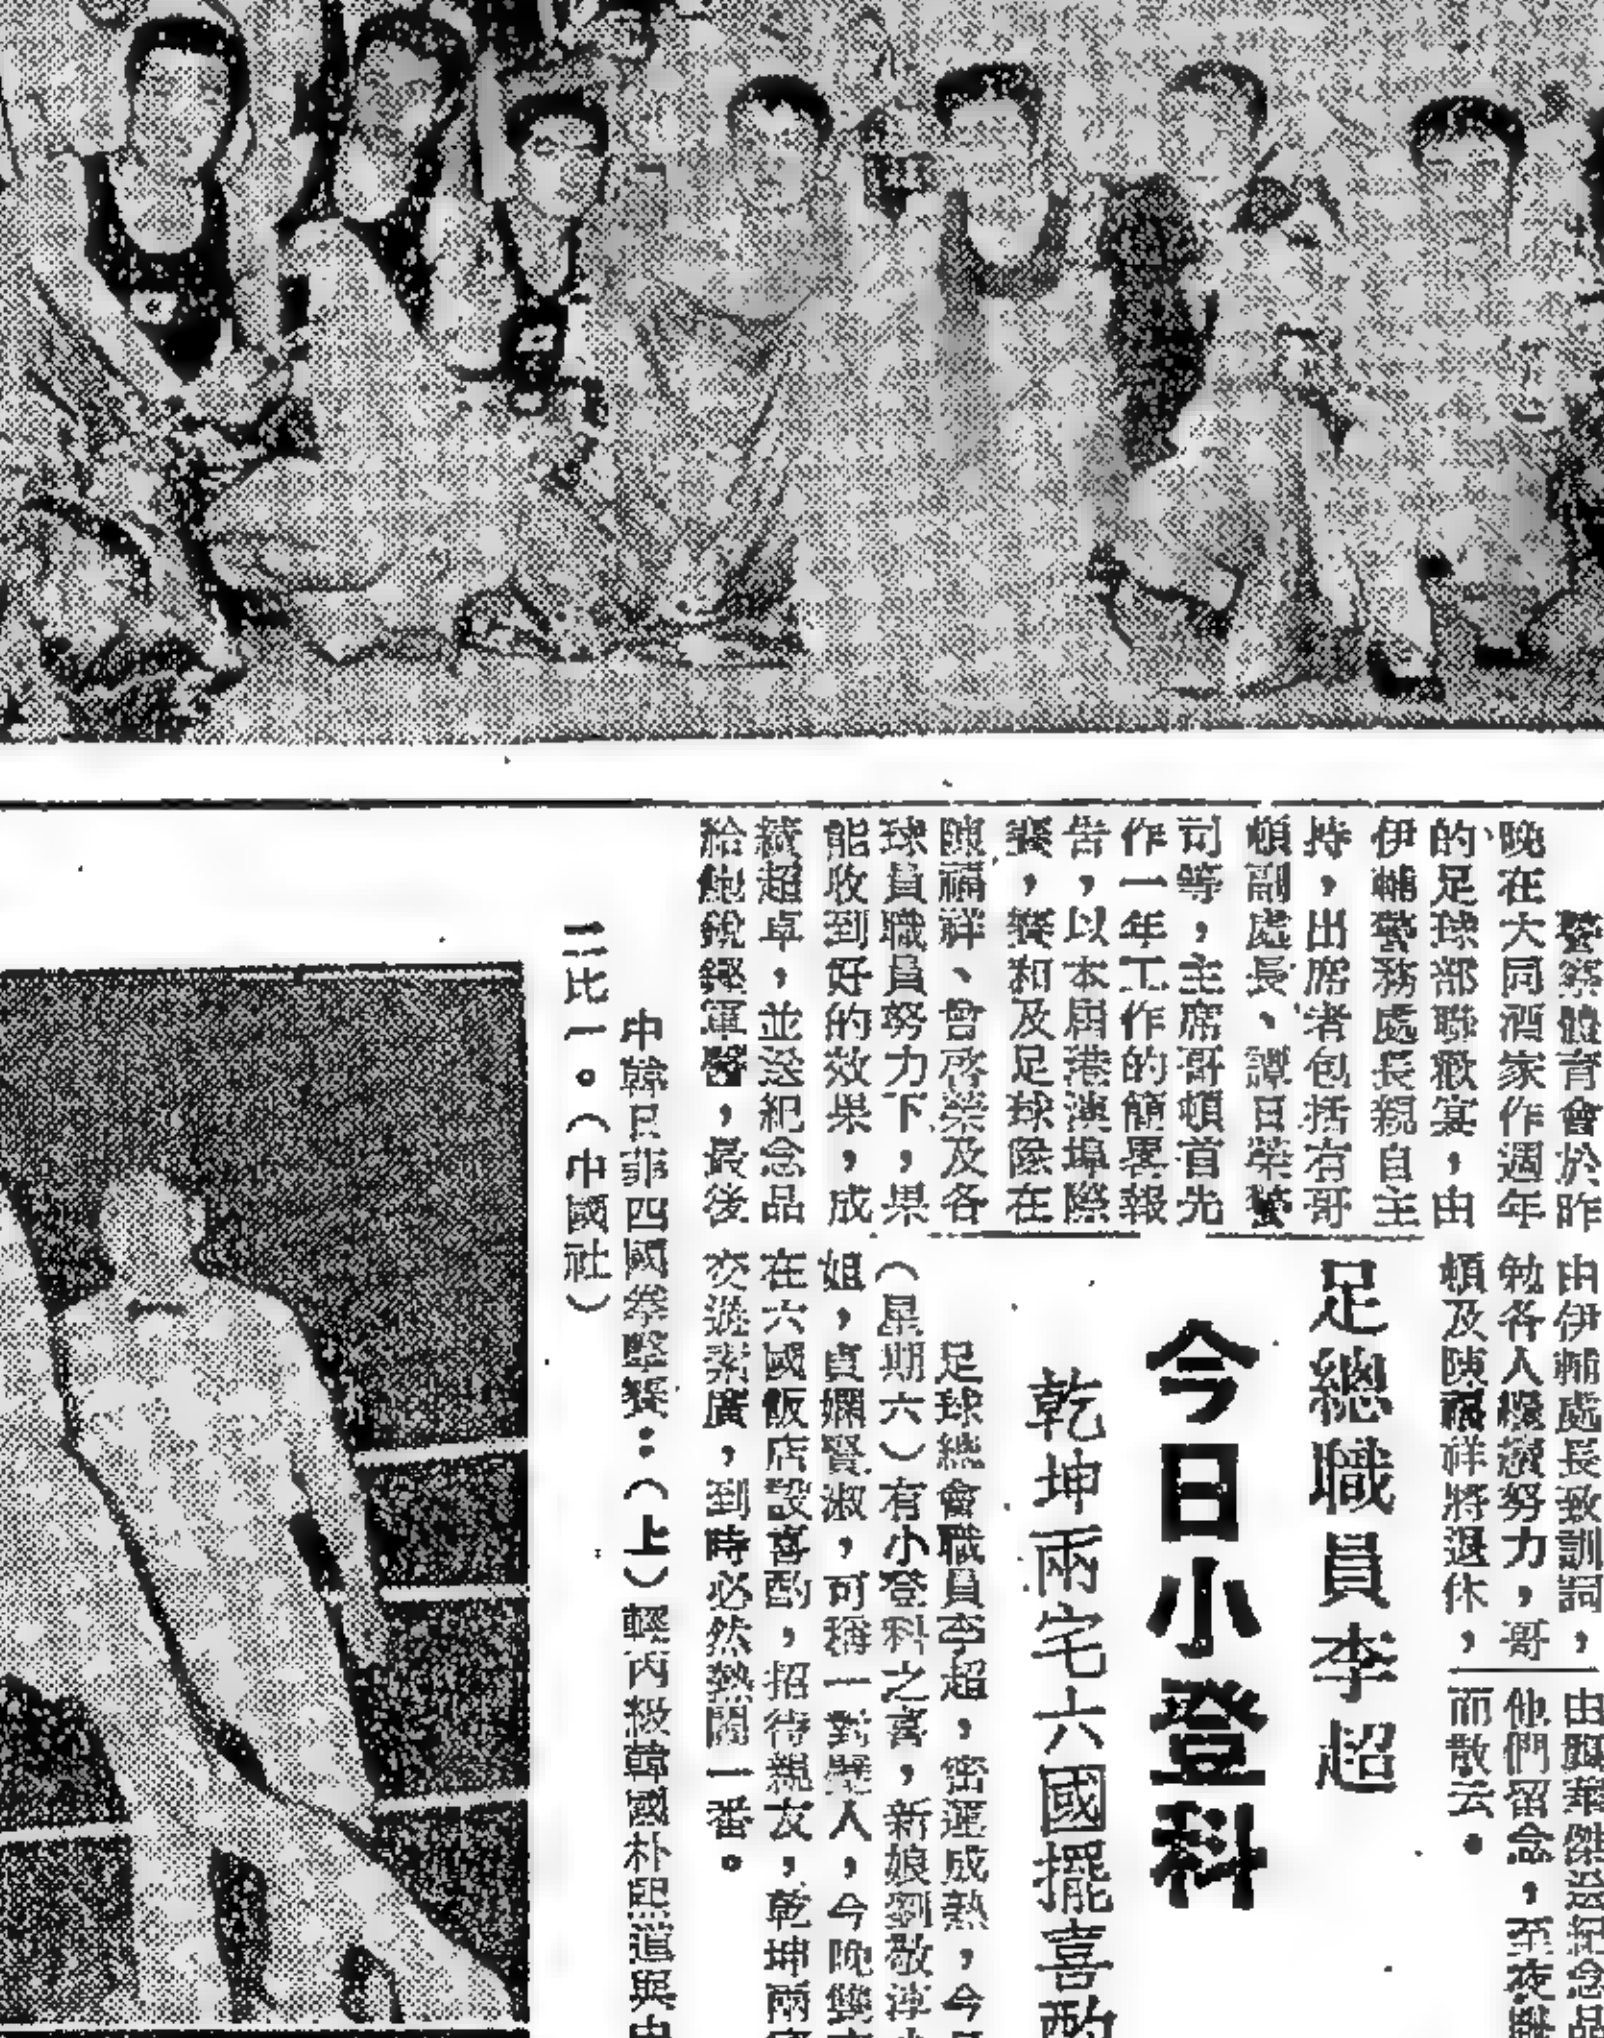 警察體育會於昨
晚在大同酒家作週年
的足球部聯歡宴，由
伊輔警務處長親自主
持，出席者包括有哥
頓副處長、譚日榮警
司等，主席哥頓首先
作一年工作的簡畧報
告，以本屆港澳埠際
賽，賽和及足球隊在
陳福祥、曾啓榮及各
球員職員努力下，果
能收到好的效果，成
績超卓，並送紀念品
給鮑銳輕軍醫，最後
由伊輔處長致訓詞，
勉各人繼續努力，哥
頓及陳福祥將退休，
由 華傑送紀念品
他們留念，至夜
而散云。
足總職員李超
今日小登科
乾坤兩宅六國擺喜酌
足球總會職員李超，密運成熟，今
（星期六）有小登科之喜，新娘劉敬
姐，貞嫻賢淑，可稱一對璧人，今晚雙
在六國飯店設喜酌，招待親友，乾坤兩
交遊素廣，到時必然熱鬧一番。
中韓日菲四國拳擊賽：（上）輕丙級韓國朴熙道與中
二比一。（中國社）